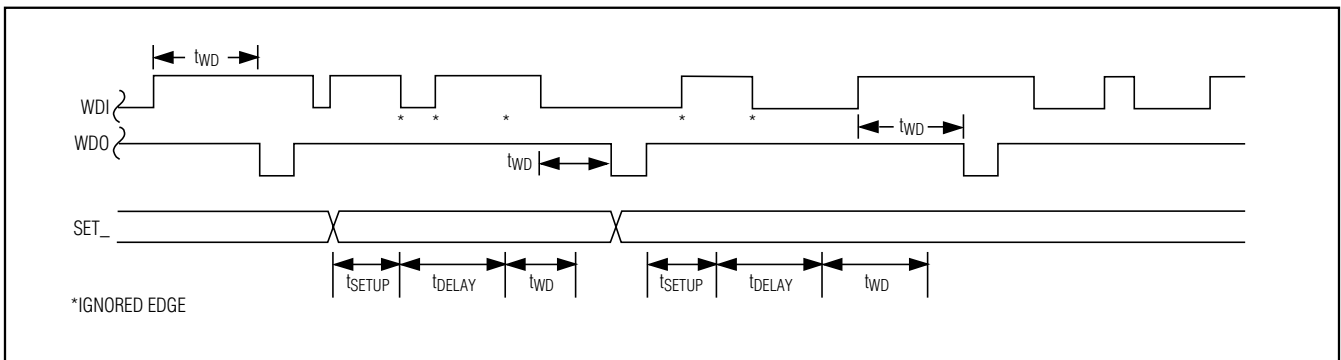 tWD
WDI
* * * * *
tWD
WDO
tWD
SET_
tSETUP tDELAY tWD tSETUP tDELAY tWD
*IGNORED EDGE